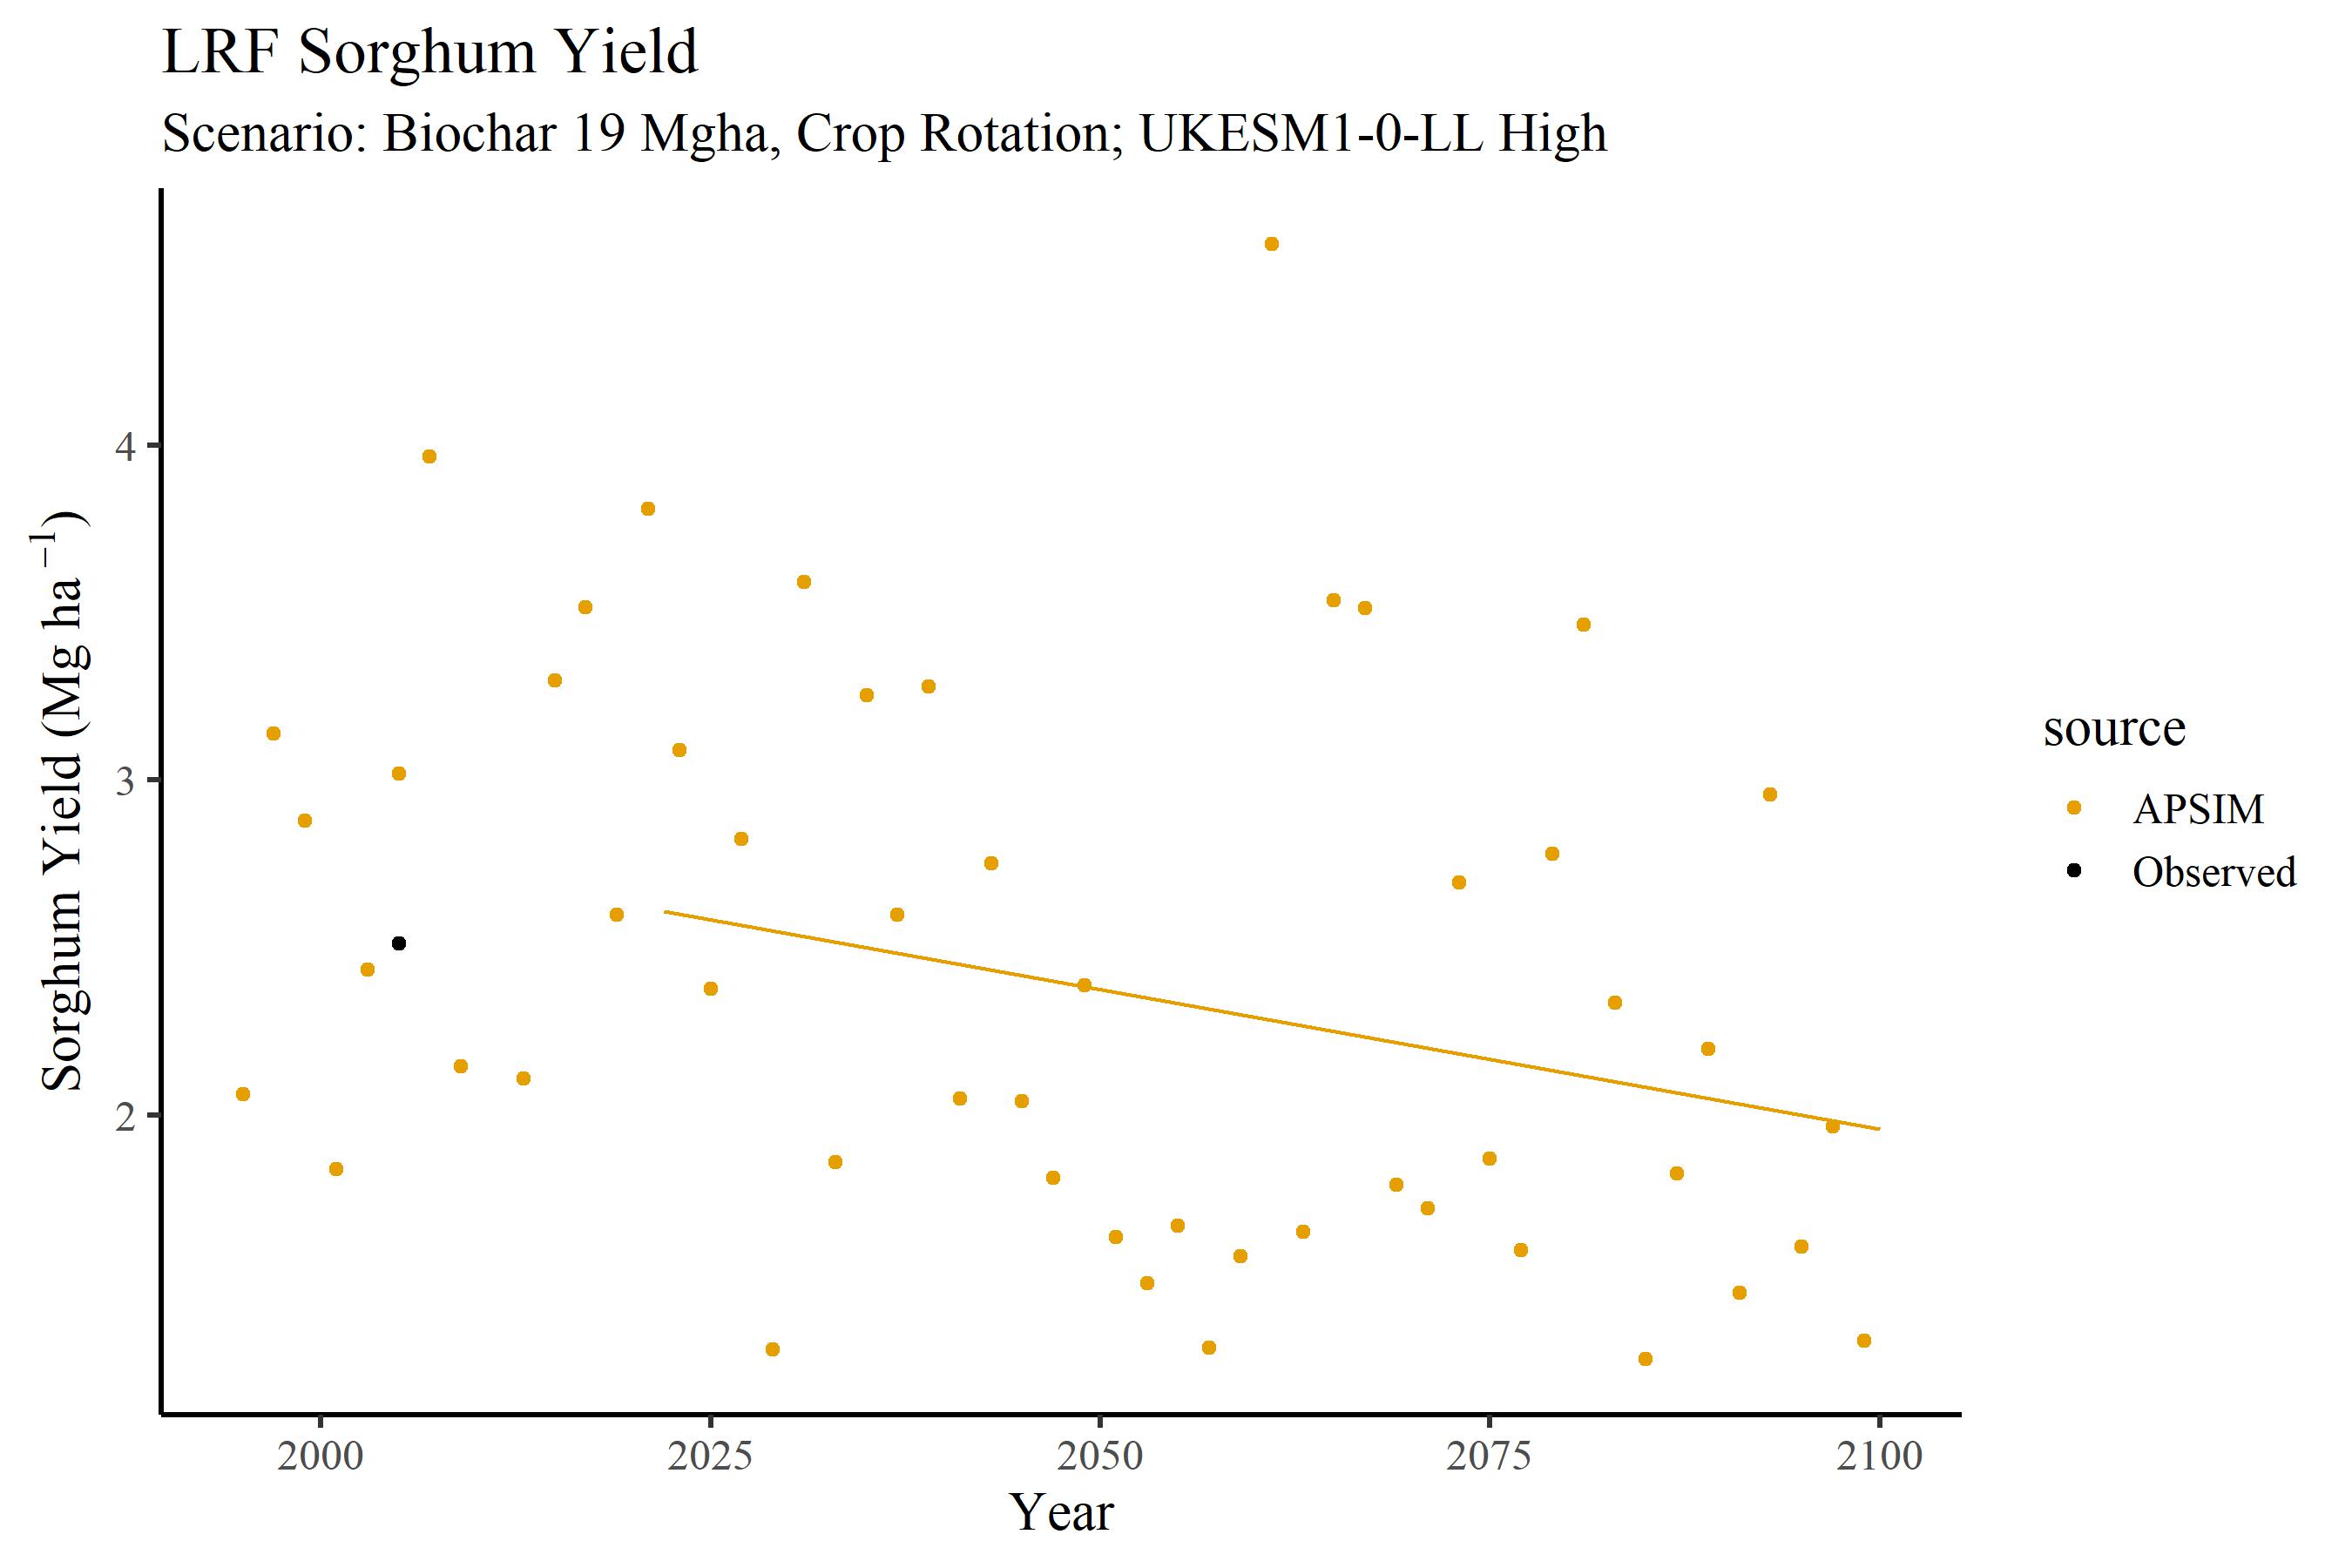 LRF Sorghum Yield
Scenario: Biochar 19 Mgha, Crop Rotation; UKESM1-0-LL High
Sorghum Yield (Mg ha⁻¹)
4
3
2
2000 2025 2050 2075 2100
Year
source
APSIM
Observed